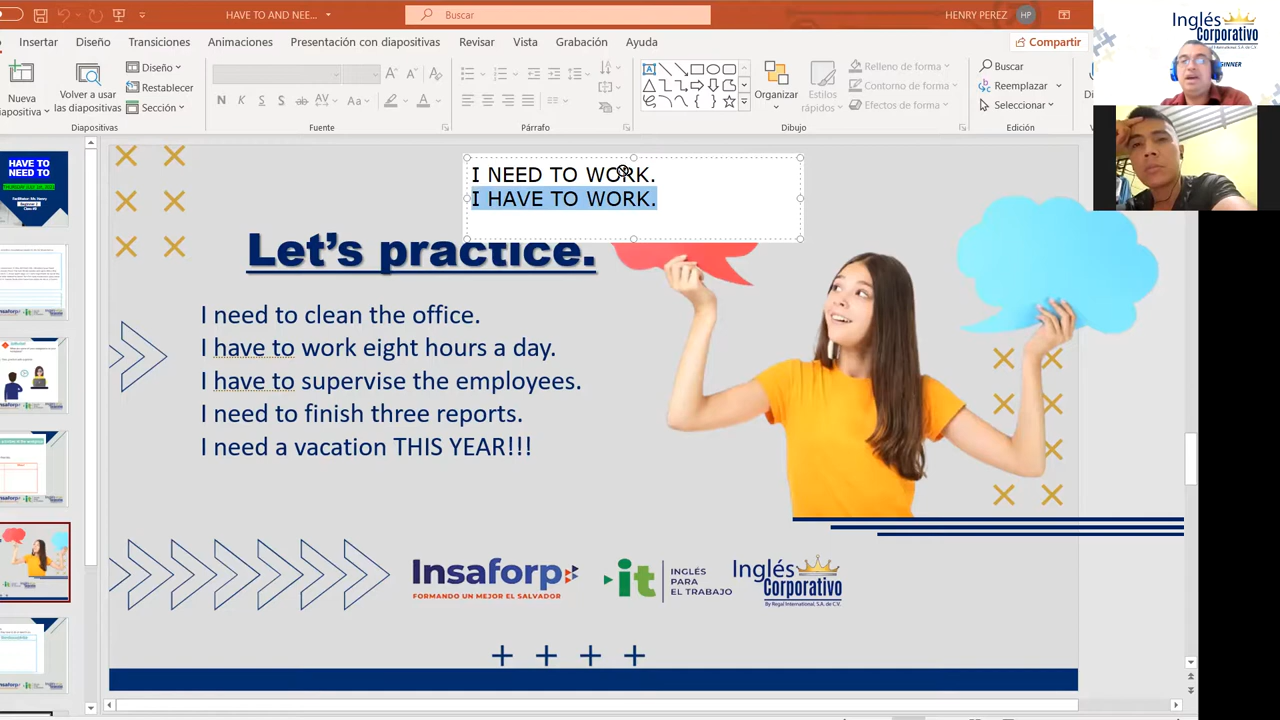 HAVE TO AND NEE...
Buscar
HENRY PEREZ
HP
Insertar
Diseño
Transiciones
Animaciones
Presentación con diapositivas
Revisar
Vista
Grabación
Ayuda
Compartir
Nueva
diapositiva
Volver a usar
las diapositivas
Diseño
Restablecer
Sección
Diapositivas
N
K
S
S
ab
AV
Aa
Fuente
Párrafo
Organizar
Estilos
rápidos
Relleno de forma
Contorno de forma
Efectos de forma
Dibujo
Buscar
Reemplazar
Seleccionar
Edición
Inglés
Corporativo
HAVE TO
NEED TO
I NEED TO WORK.
I HAVE TO WORK.
Let's practice.
I need to clean the office.
I have to work eight hours a day.
I have to supervise the employees.
I need to finish three reports.
I need a vacation THIS YEAR!!!
Insaforp
FORMANDO UN MEJOR EL SALVADOR
it
INGLÉS
PARA
EL TRABAJO
Inglés
Corporativo
By Regal International, S.A. de C.V.